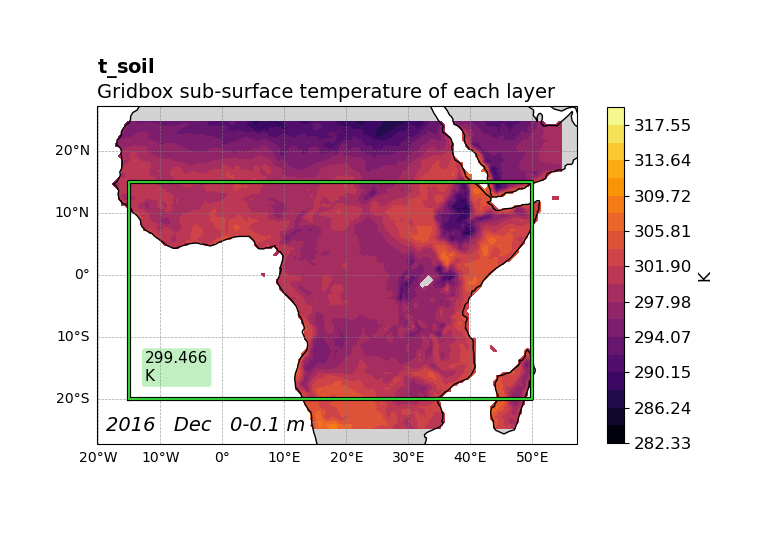 t_soil
Gridbox sub-surface temperature of each layer
20°N
10°N
0°
10°S
20°S
299.466
K
2016 Dec 0-0.1 m
20°W 10°W 0° 10°E 20°E 30°E 40°E 50°E
317.55
313.64
309.72
305.81
301.90
297.98
294.07
290.15
286.24
282.33
K